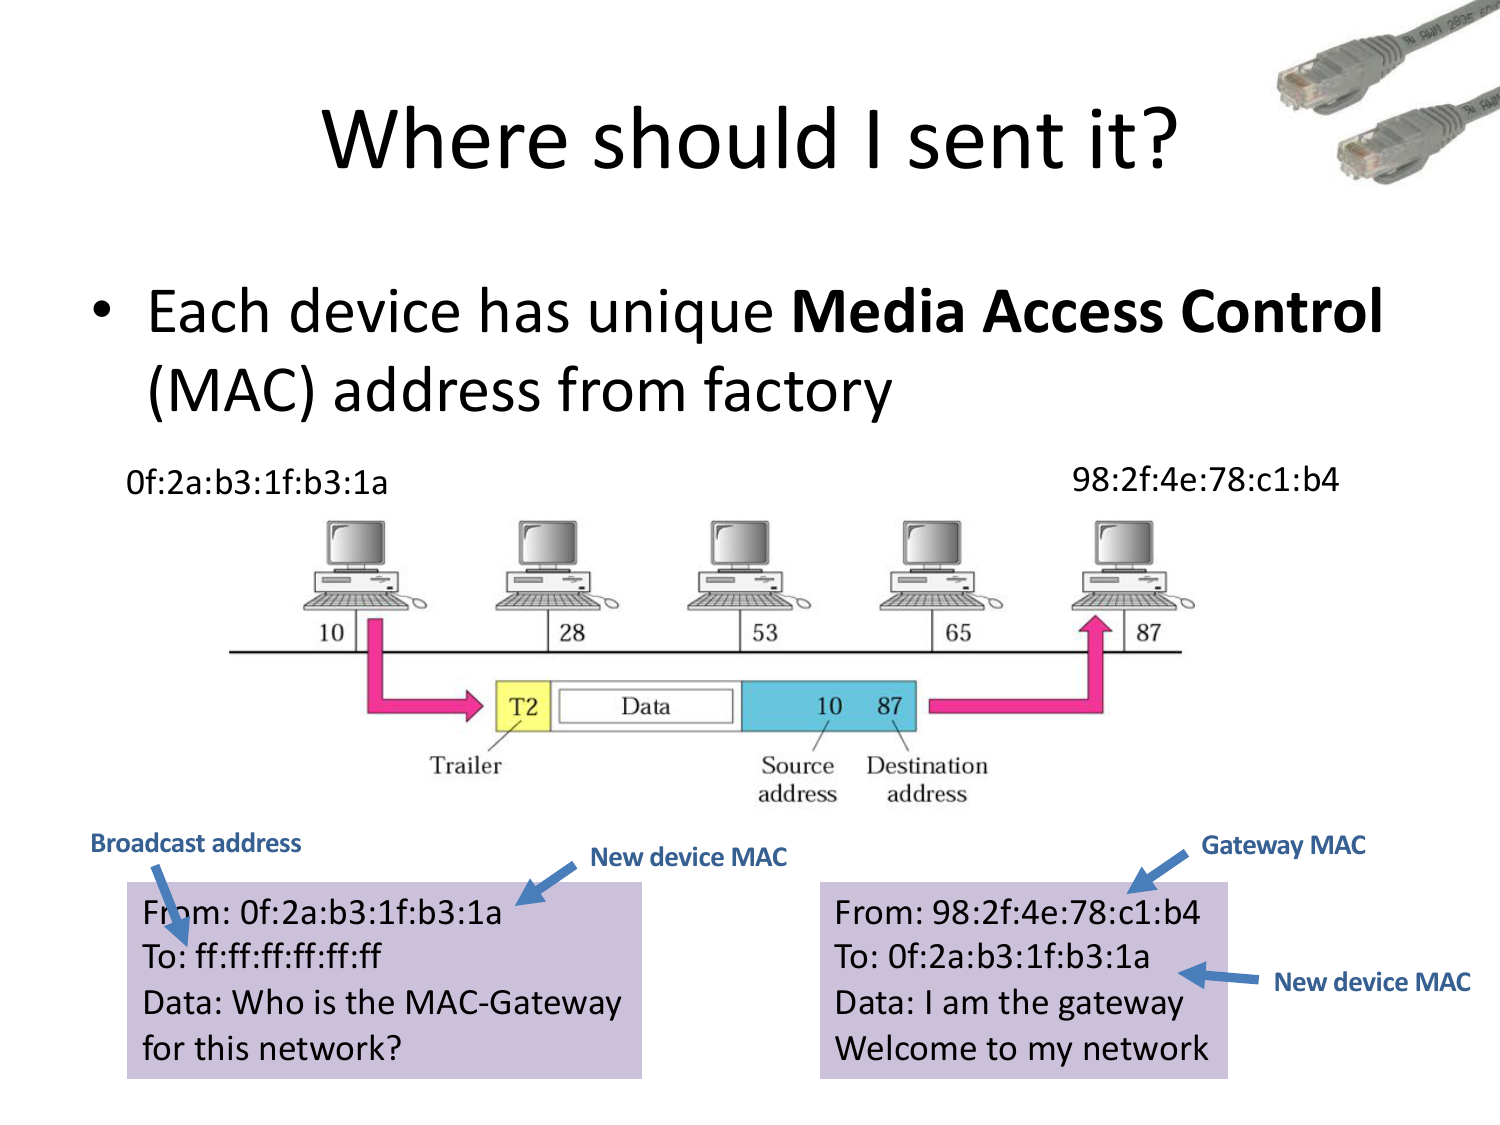 Where should I sent it?
• Each device has unique Media Access Control
(MAC) address from factory
0f:2a:b3:1f:b3:1a
98:2f:4e:78:c1:b4
10 28 53 65 87
T2 Data 10 87
Trailer
Source address
Destination address
Broadcast address
New device MAC
From: 0f:2a:b3:1f:b3:1a
To: ff:ff:ff:ff:ff:ff
Data: Who is the MAC-Gateway
for this network?
Gateway MAC
From: 98:2f:4e:78:c1:b4
To: 0f:2a:b3:1f:b3:1a
Data: I am the gateway
Welcome to my network
New device MAC